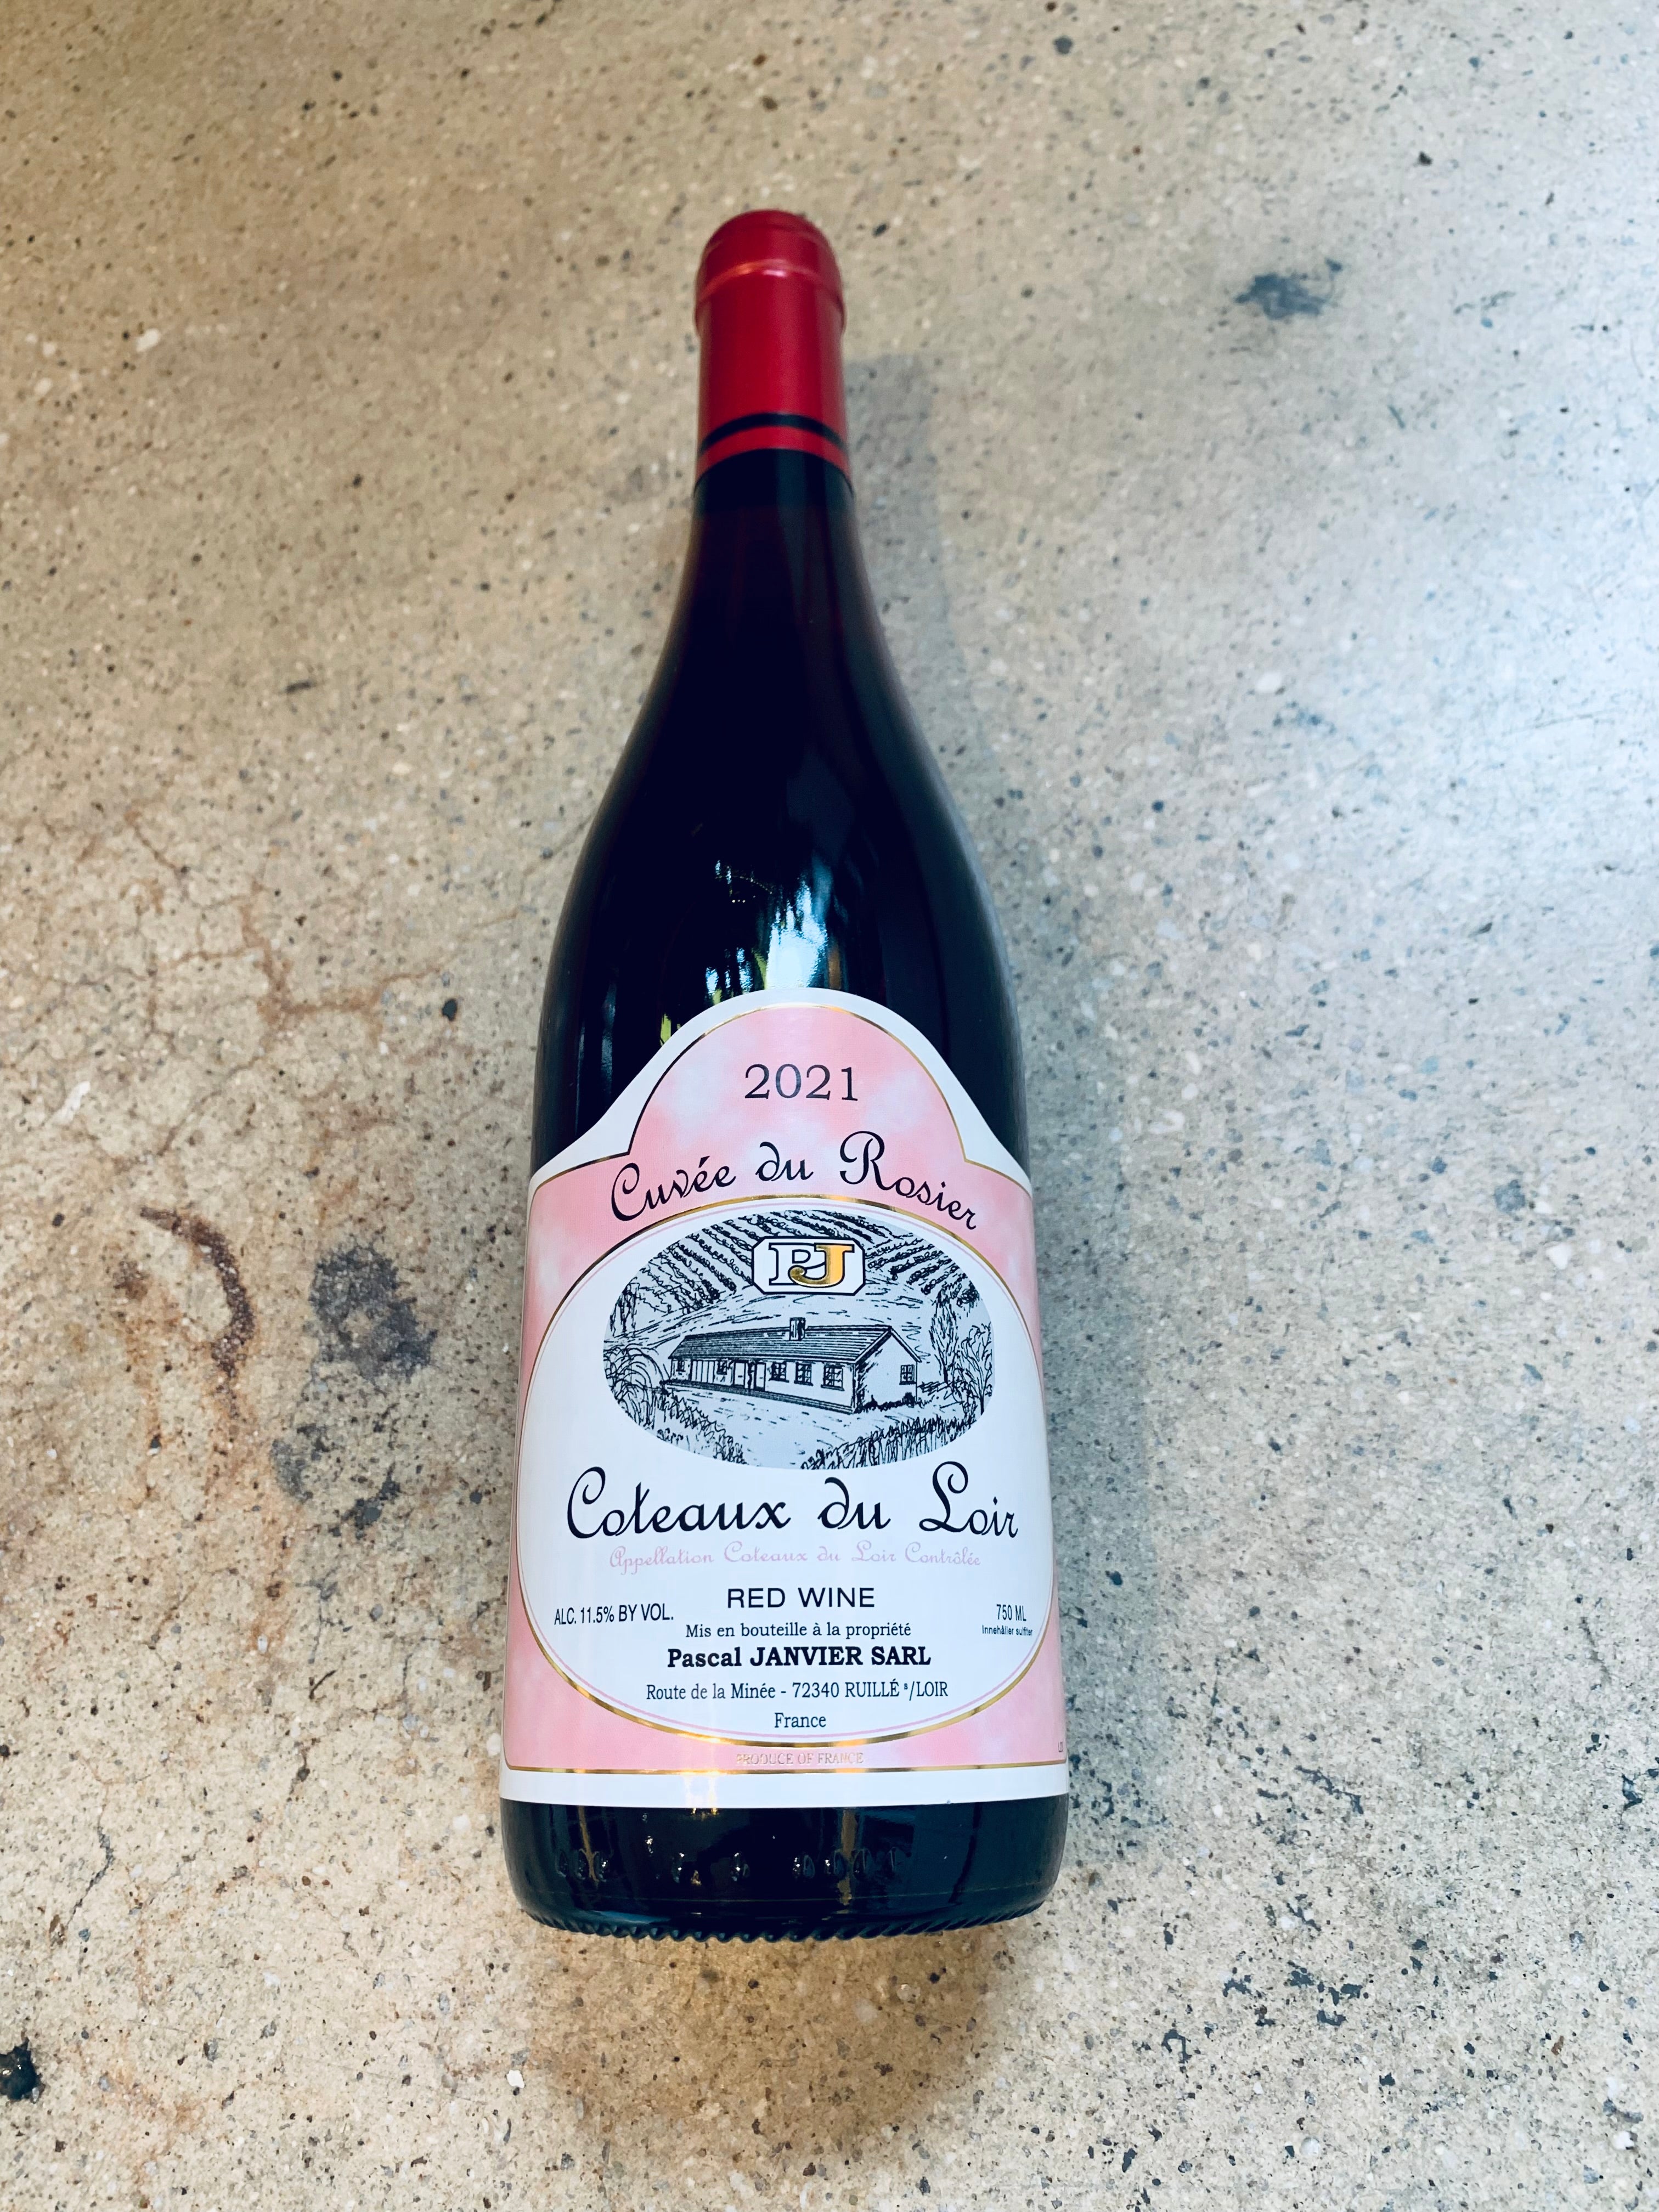 2021
Cuvée du Rosier
PJ
Coteaux du Loir
Appellation Coteaux du Loir Contrôlée
RED WINE
ALC. 11.5% BY VOL.
750 ML
Innehåller sulfiter
Mis en bouteille à la propriété
Pascal JANVIER SARL
Route de la Minée - 72340 RUILLÉ s/LOIR
France
PRODUCE OF FRANCE